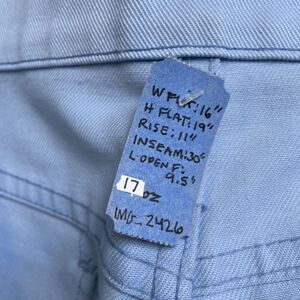 W FLAT: 16"
H FLAT: 19"
RISE: 11"
INSEAM: 30"
L. OPEN F:
9.5"
17 oz
IMG_2426